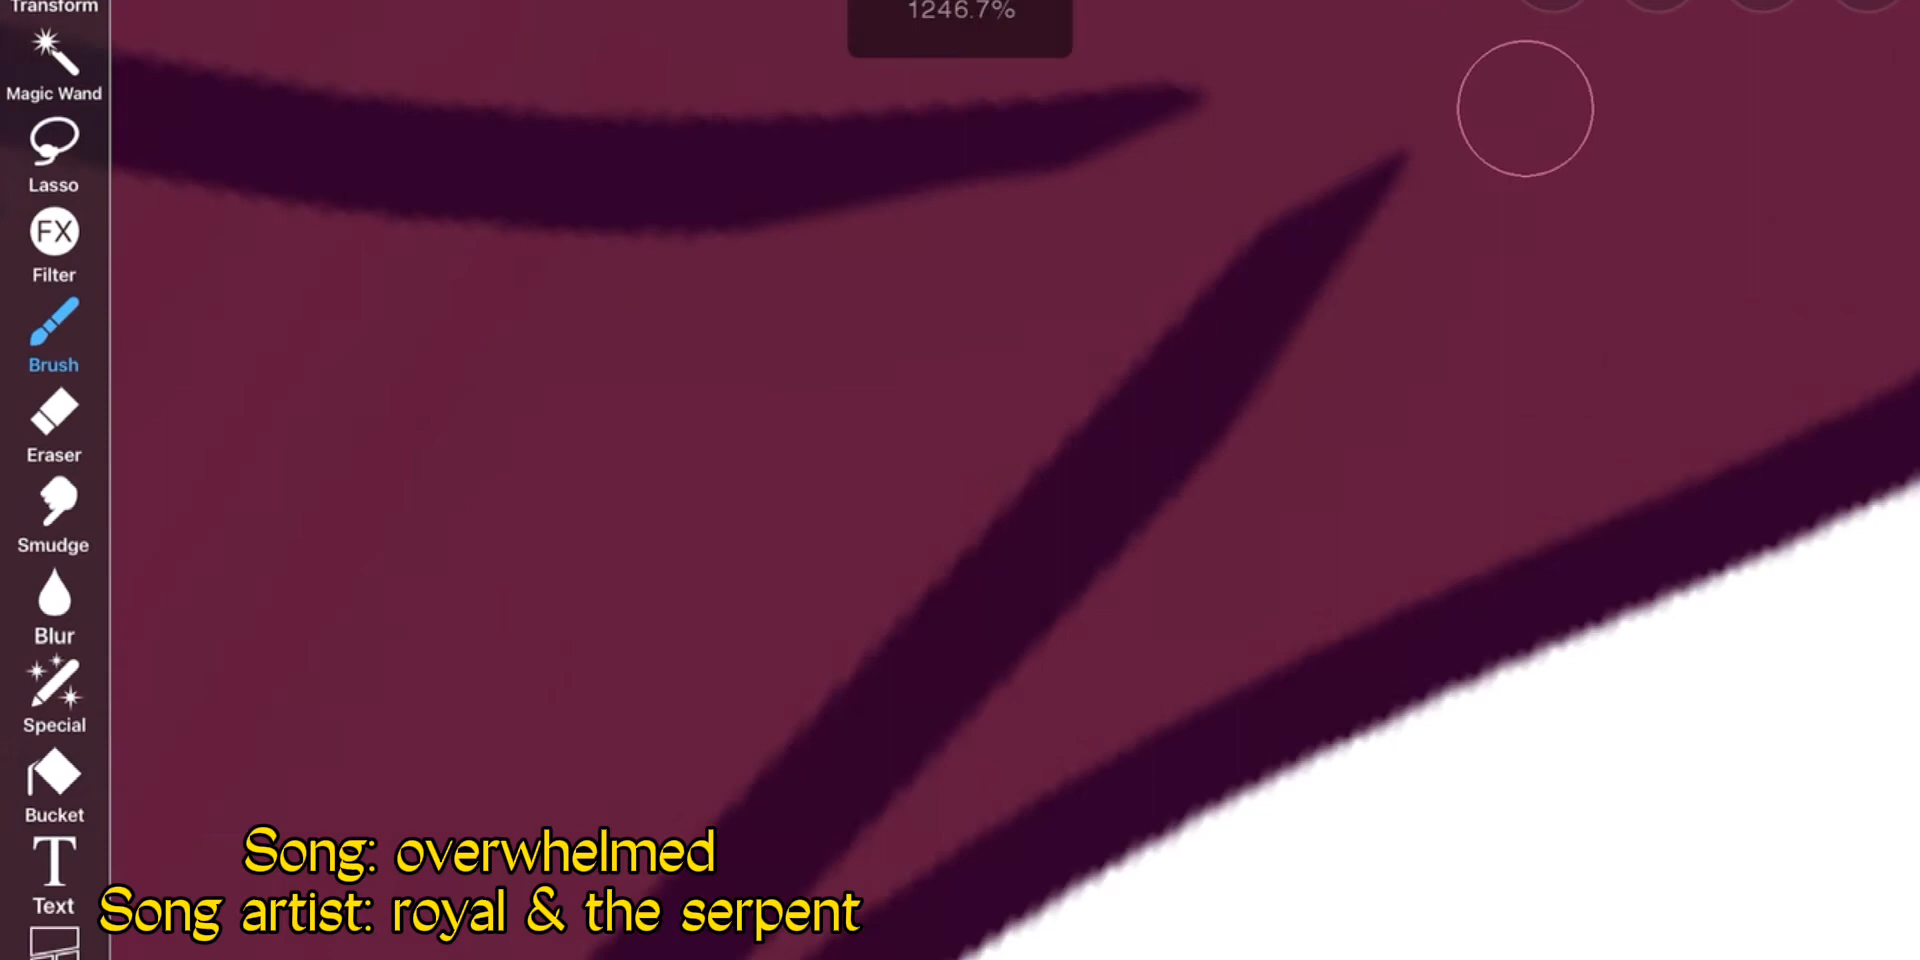 Transform
1246.7%
Magic Wand
Lasso
FX
Filter
Brush
Eraser
Smudge
Blur
Special
Bucket
T
Text
Song: overwhelmed
Song artist: royal & the serpent